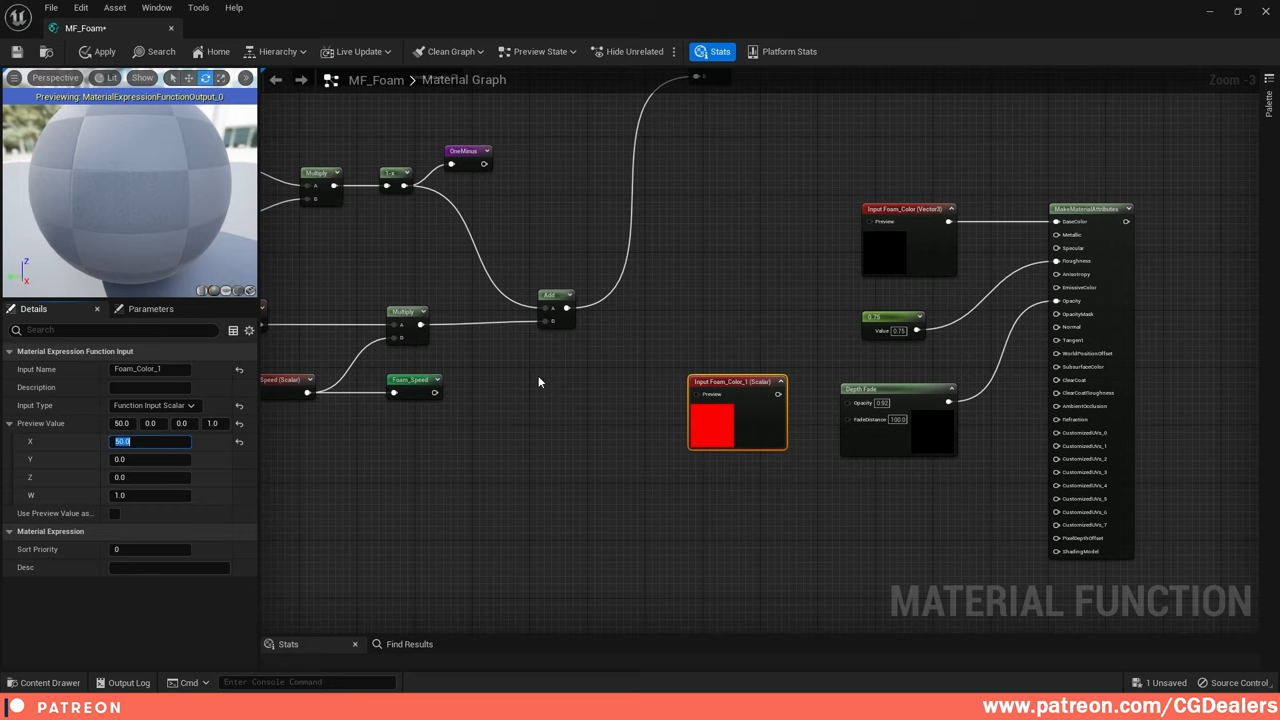 File Edit Asset Window Tools Help
MF_Foam•
Apply Search Home Hierarchy Live Update Clean Graph Preview State Hide Unrelated Stats Platform Stats
Perspective Lit Show
MF_Foam Material Graph Zoom -3
Palette
Previewing: MaterialExpressionFunctionOutput_0
Z
X
Details Parameters
Search
Material Expression Function Input
Input Name Foam_Color_1
Description
Input Type Function Input Scalar
Preview Value 50.0 0.0 0.0 1.0
X 50.0
Y 0.0
Z 0.0
W 1.0
Use Preview Value as...
Material Expression
Sort Priority 0
Desc
B
OneMinus
Multiply
A
B
1-x
Add
A
B
Multiply
A
B
Speed (Scalar)
Foam_Speed
Input Foam_Color (Vector3)
Preview
0.75
Value 0.75
Input Foam_Color_1 (Scalar)
Preview
Depth Fade
Opacity 0.92
FadeDistance 100.0
MakeMaterialAttributes
BaseColor
Metallic
Specular
Roughness
Anisotropy
EmissiveColor
Opacity
OpacityMask
Normal
Tangent
WorldPositionOffset
SubsurfaceColor
ClearCoat
ClearCoatRoughness
AmbientOcclusion
Refraction
CustomizedUVs_0
CustomizedUVs_1
CustomizedUVs_2
CustomizedUVs_3
CustomizedUVs_4
CustomizedUVs_5
CustomizedUVs_6
CustomizedUVs_7
PixelDepthOffset
ShadingModel
MATERIAL FUNCTION
Stats Find Results
Content Drawer Output Log Cmd Enter Console Command 1 Unsaved Source Control
PATREON www.patreon.com/CGDealers